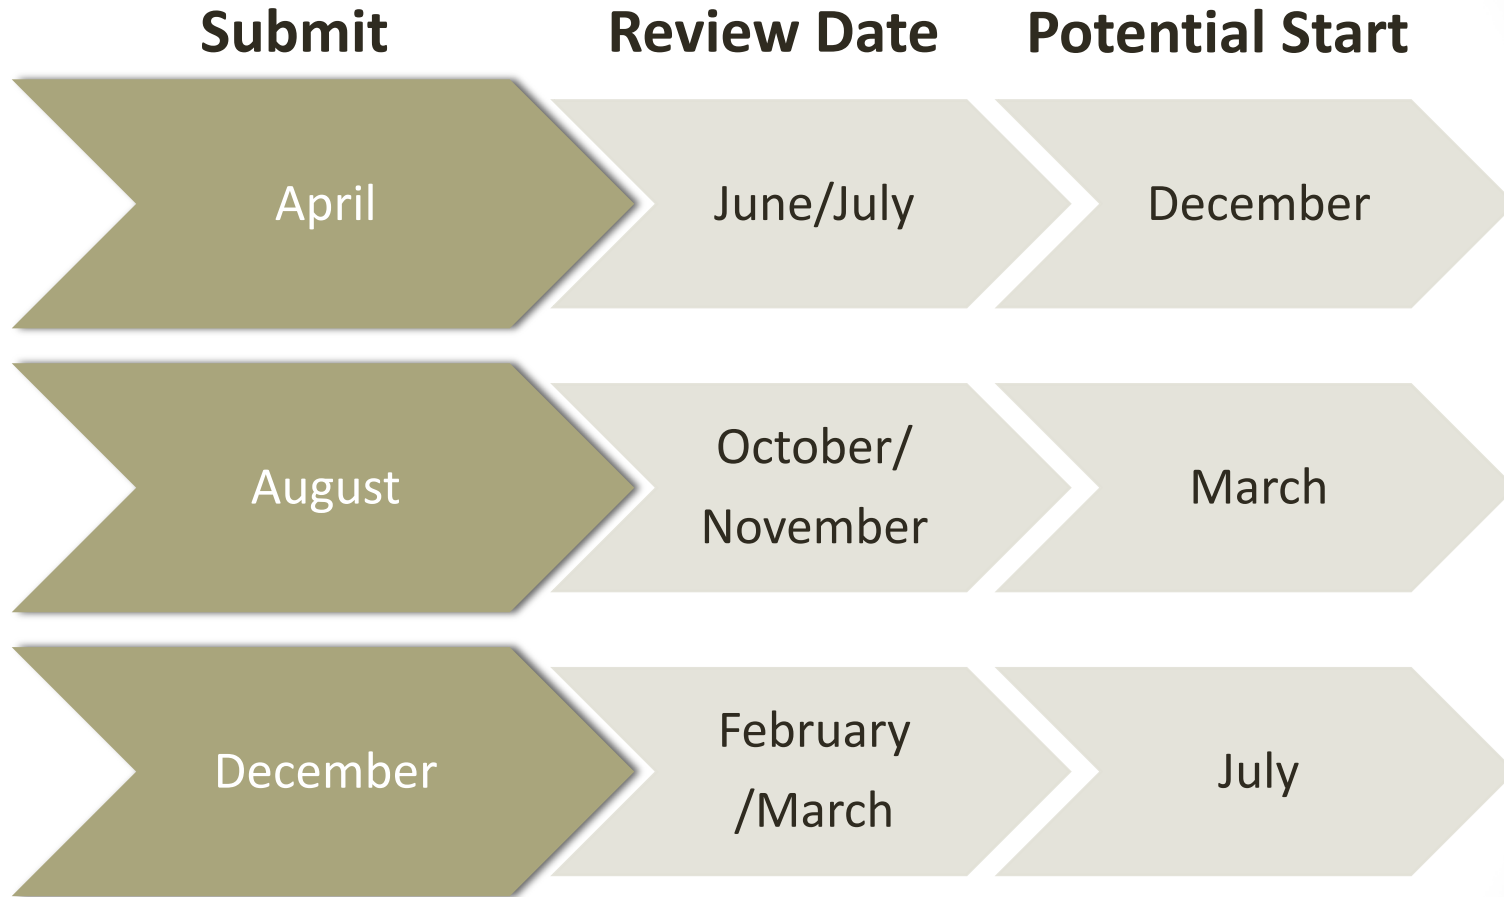 Submit
Review Date
Potential Start
April
June/July
December
August
October/
November
March
December
February
/March
July